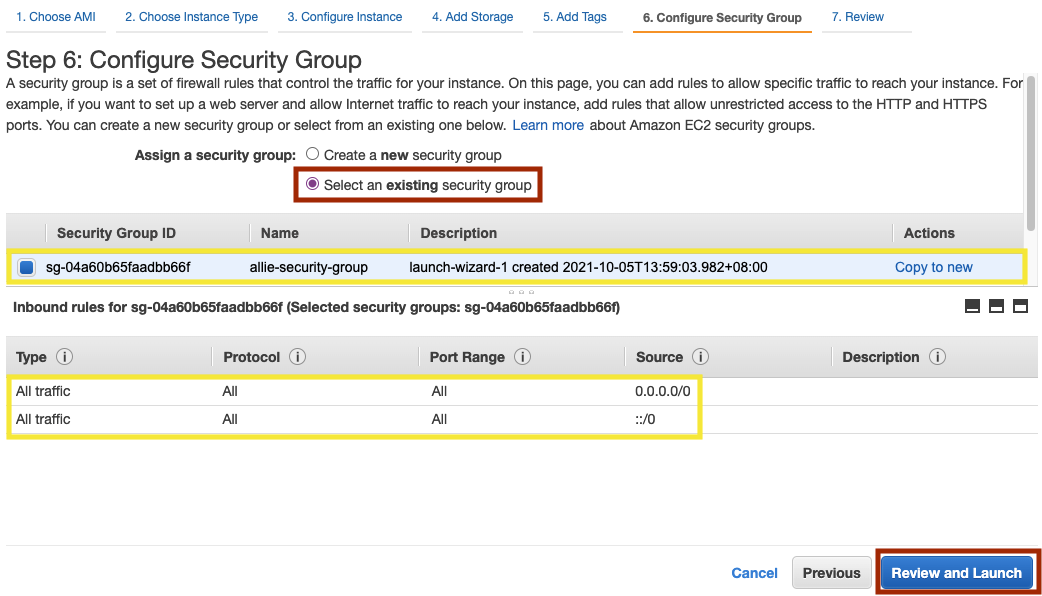 1. Choose AMI 2. Choose Instance Type 3. Configure Instance 4. Add Storage 5. Add Tags 6. Configure Security Group 7. Review
Step 6: Configure Security Group
A security group is a set of firewall rules that control the traffic for your instance. On this page, you can add rules to allow specific traffic to reach your instance. For
example, if you want to set up a web server and allow Internet traffic to reach your instance, add rules that allow unrestricted access to the HTTP and HTTPS
ports. You can create a new security group or select from an existing one below. Learn more about Amazon EC2 security groups.
Assign a security group: Create a new security group
Select an existing security group
Security Group ID Name Description Actions
sg-04a60b65faadbb66f allie-security-group launch-wizard-1 created 2021-10-05T13:59:03.982+08:00 Copy to new
Inbound rules for sg-04a60b65faadbb66f (Selected security groups: sg-04a60b65faadbb66f)
Type i Protocol i Port Range i Source i Description i
All traffic All All 0.0.0.0/0
All traffic All All ::/0
Cancel Previous Review and Launch